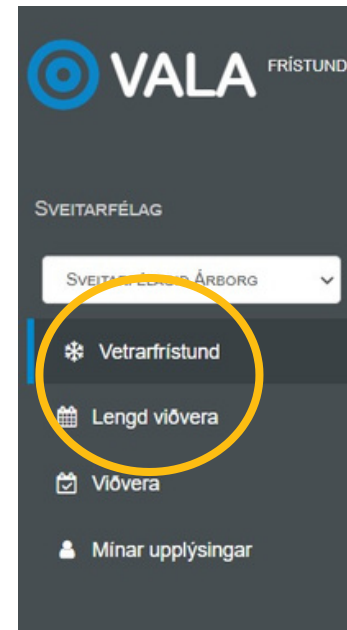 VALA FRÍSTUND
SVEITARFÉLAG
SVEITARFÉLAGIÐ ÁRBORG
Vetrarfrístund
Lengd viðvera
Viðvera
Mínar upplýsingar